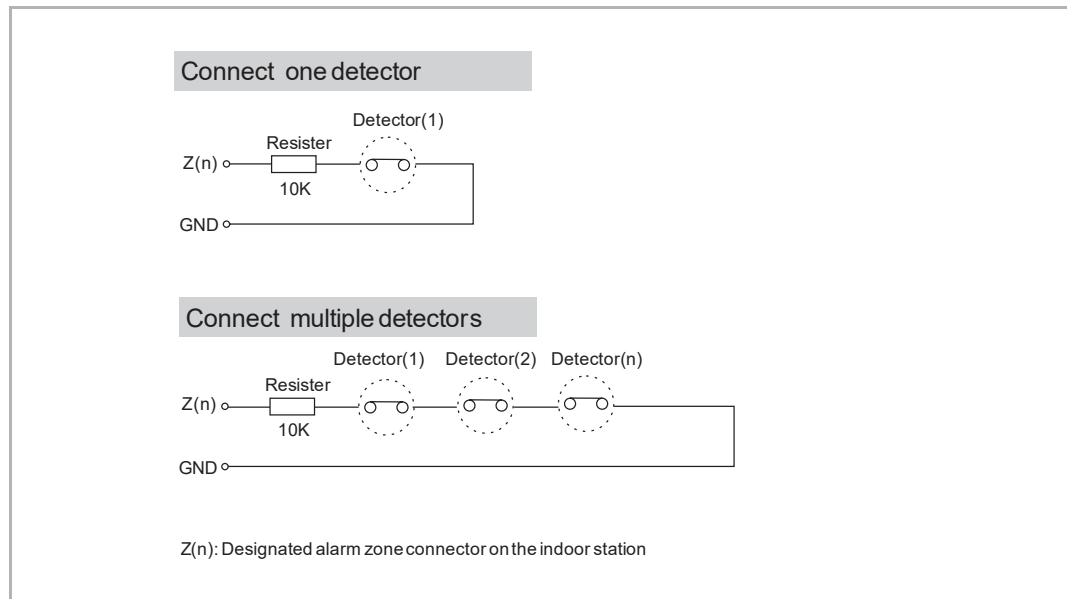 Connect one detector
Detector(1)
Resister
Z(n)
10K
GND
Connect multiple detectors
Detector(1) Detector(2) Detector(n)
Resister
Z(n)
10K
GND
Z(n): Designated alarm zone connector on the indoor station